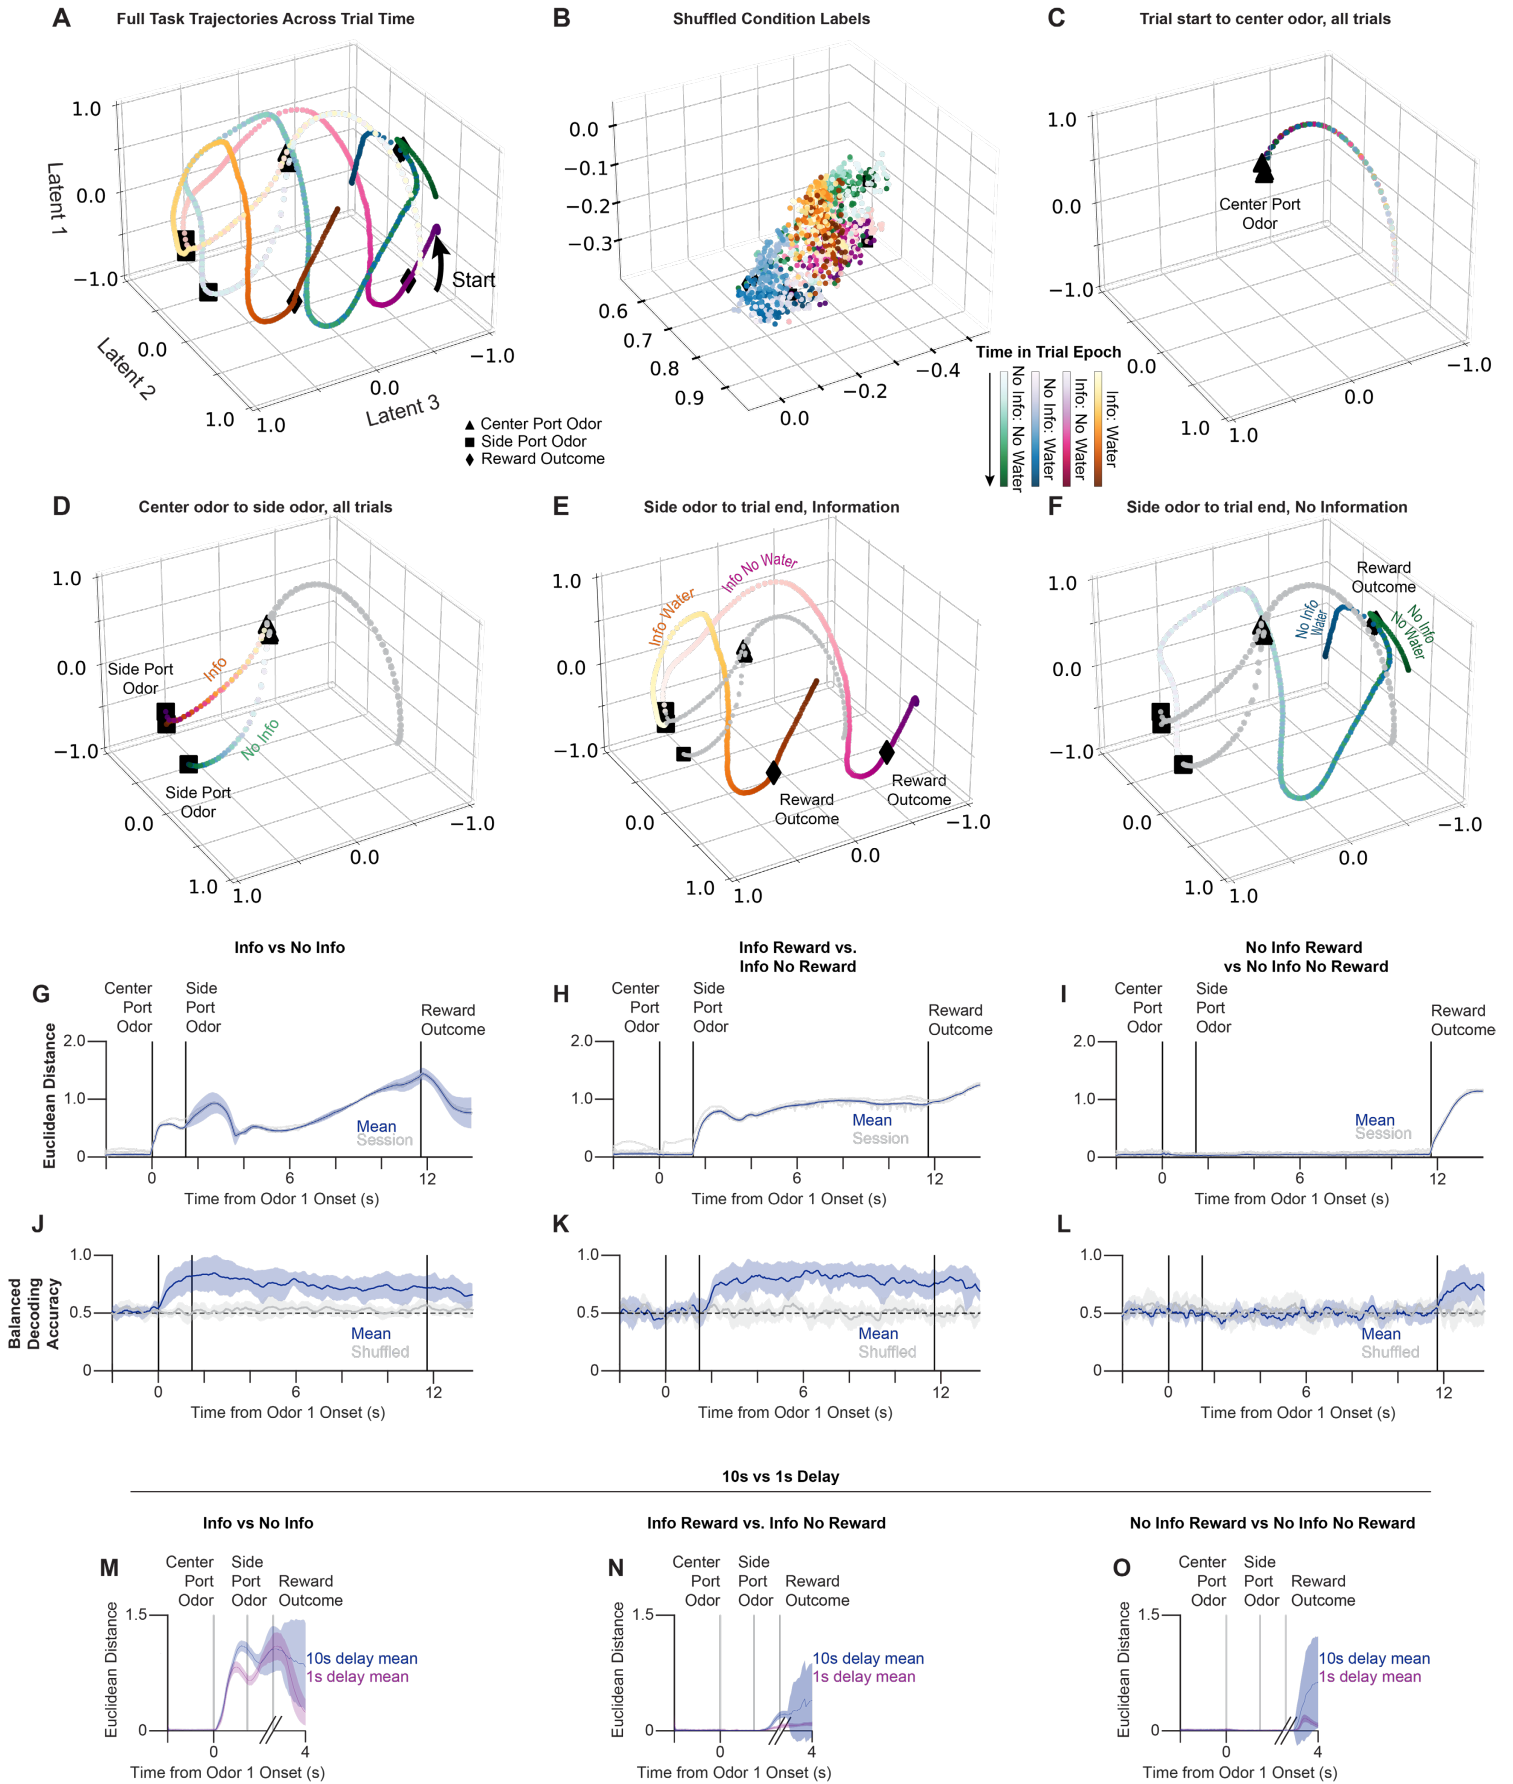 A Full Task Trajectories Across Trial Time
B Shuffled Condition Labels
C Trial start to center odor, all trials
1.0
0.0
−1.0
Latent 1
0.0
1.0
Latent 2
1.0
0.0
−1.0
Latent 3
Start
▲ Center Port Odor
■ Side Port Odor
♦ Reward Outcome
0.0
−0.1
−0.2
−0.3
0.6
0.7
0.8
0.9
0.0
−0.2
−0.4
Time in Trial Epoch
No Info: No Water
No Info: Water
Info: No Water
Info: Water
1.0
0.0
−1.0
0.0
1.0
1.0
0.0
−1.0
Center Port
Odor
D Center odor to side odor, all trials
E Side odor to trial end, Information
F Side odor to trial end, No Information
1.0
0.0
−1.0
0.0
1.0
1.0
0.0
−1.0
Side Port
Odor
Info
No Info
Side Port
Odor
1.0
0.0
−1.0
0.0
1.0
1.0
0.0
−1.0
Info Water
Info No Water
Reward
Outcome
Reward
Outcome
1.0
0.0
−1.0
0.0
1.0
1.0
0.0
−1.0
Reward
Outcome
No Info
Water
No Info
No Water
Info vs No Info
Info Reward vs.
Info No Reward
No Info Reward
vs No Info No Reward
G
Center
Port
Odor
Side
Port
Odor
Reward
Outcome
Euclidean Distance
2.0
1.0
0
Mean
Session
0 6 12
Time from Odor 1 Onset (s)
H
Center
Port
Odor
Side
Port
Odor
Reward
Outcome
2.0
1.0
0
Mean
Session
0 6 12
Time from Odor 1 Onset (s)
I
Center
Port
Odor
Side
Port
Odor
Reward
Outcome
2.0
1.0
0
Mean
Session
0 6 12
Time from Odor 1 Onset (s)
J
Balanced
Decoding
Accuracy
1.0
0.5
0
Mean
Shuffled
0 6 12
Time from Odor 1 Onset (s)
K
1.0
0.5
0
Mean
Shuffled
0 6 12
Time from Odor 1 Onset (s)
L
1.0
0.5
0
Mean
Shuffled
0 6 12
Time from Odor 1 Onset (s)
10s vs 1s Delay
Info vs No Info
Info Reward vs. Info No Reward
No Info Reward vs No Info No Reward
M
Center
Port
Odor
Side
Port
Odor
Reward
Outcome
Euclidean Distance
1.5
0
10s delay mean
1s delay mean
0 4
Time from Odor 1 Onset (s)
N
Center
Port
Odor
Side
Port
Odor
Reward
Outcome
Euclidean Distance
1.5
0
10s delay mean
1s delay mean
0 4
Time from Odor 1 Onset (s)
O
Center
Port
Odor
Side
Port
Odor
Reward
Outcome
Euclidean Distance
1.5
0
10s delay mean
1s delay mean
0 4
Time from Odor 1 Onset (s)